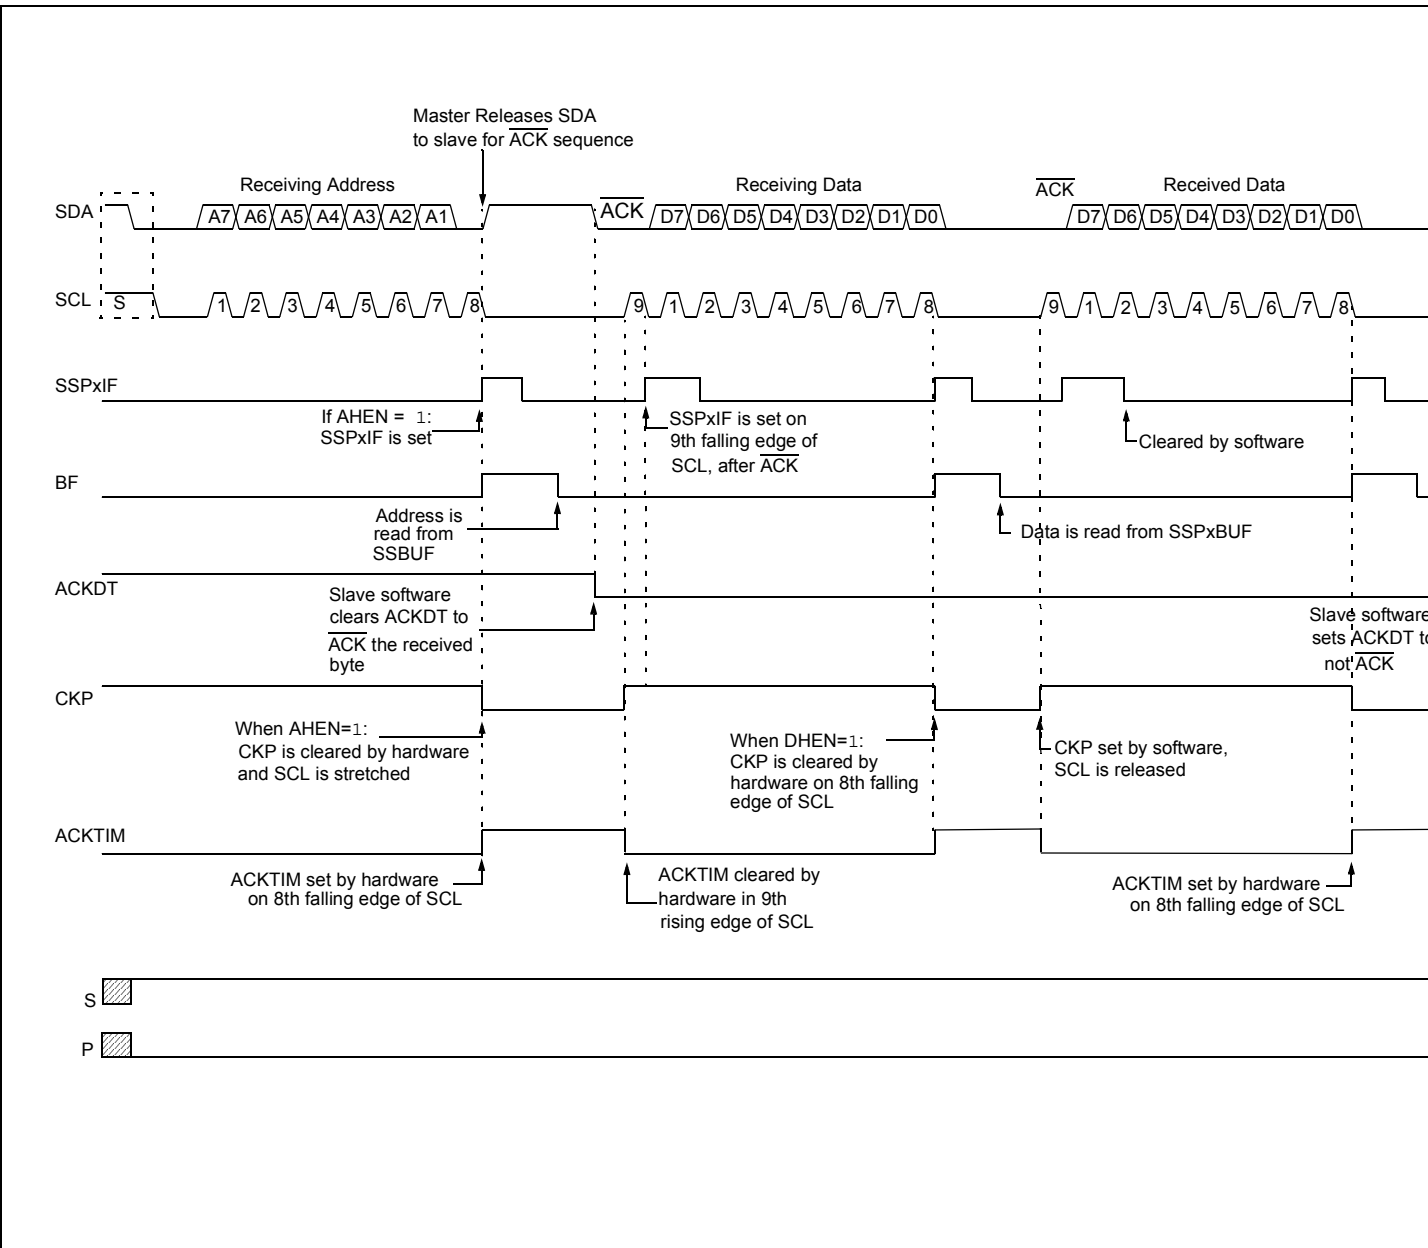 Master Releases SDA
to slave for ACK sequence
Receiving Address
Receiving Data
ACK
Received Data
SDA
A7 A6 A5 A4 A3 A2 A1
ACK
D7 D6 D5 D4 D3 D2 D1 D0
D7 D6 D5 D4 D3 D2 D1 D0
SCL
S
1 2 3 4 5 6 7 8
9 1 2 3 4 5 6 7 8
9 1 2 3 4 5 6 7 8
SSPxIF
If AHEN = 1:
SSPxIF is set
SSPxIF is set on
9th falling edge of
SCL, after ACK
Cleared by software
BF
Address is
read from
SSBUF
Data is read from SSPxBUF
ACKDT
Slave software
clears ACKDT to
ACK the received
byte
Slave software
sets ACKDT to
not ACK
CKP
When AHEN=1:
CKP is cleared by hardware
and SCL is stretched
When DHEN=1:
CKP is cleared by
hardware on 8th falling
edge of SCL
CKP set by software,
SCL is released
ACKTIM
ACKTIM set by hardware
on 8th falling edge of SCL
ACKTIM cleared by
hardware in 9th
rising edge of SCL
ACKTIM set by hardware
on 8th falling edge of SCL
S
P